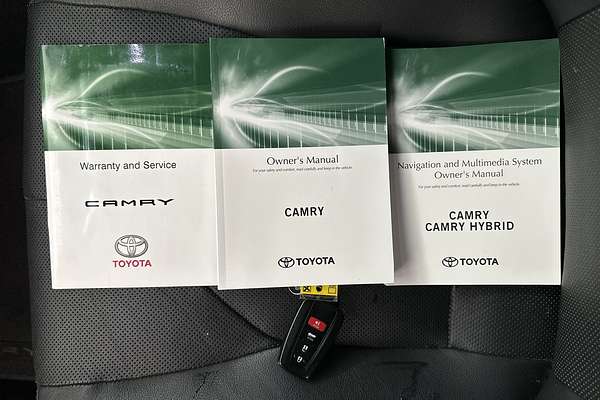 Warranty and Service
CAMRY
TOYOTA
Owner's Manual
For your safety and comfort, read carefully and keep in the vehicle.
CAMRY
TOYOTA
Navigation and Multimedia System
Owner's Manual
For your safety and comfort, read carefully and keep in the vehicle.
CAMRY
CAMRY HYBRID
TOYOTA